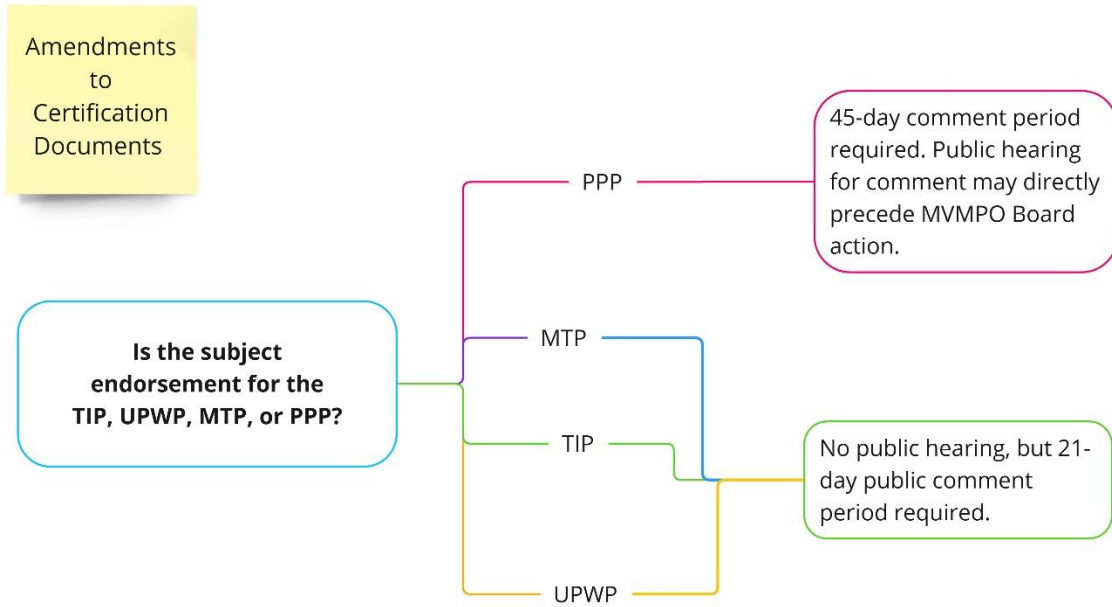 Amendments
to
Certification
Documents
45-day comment period
required. Public hearing
for comment may directly
precede MVMPO Board
action.
PPP
Is the subject
endorsement for the
TIP, UPWP, MTP, or PPP?
MTP
TIP
No public hearing, but 21-
day public comment
period required.
UPWP